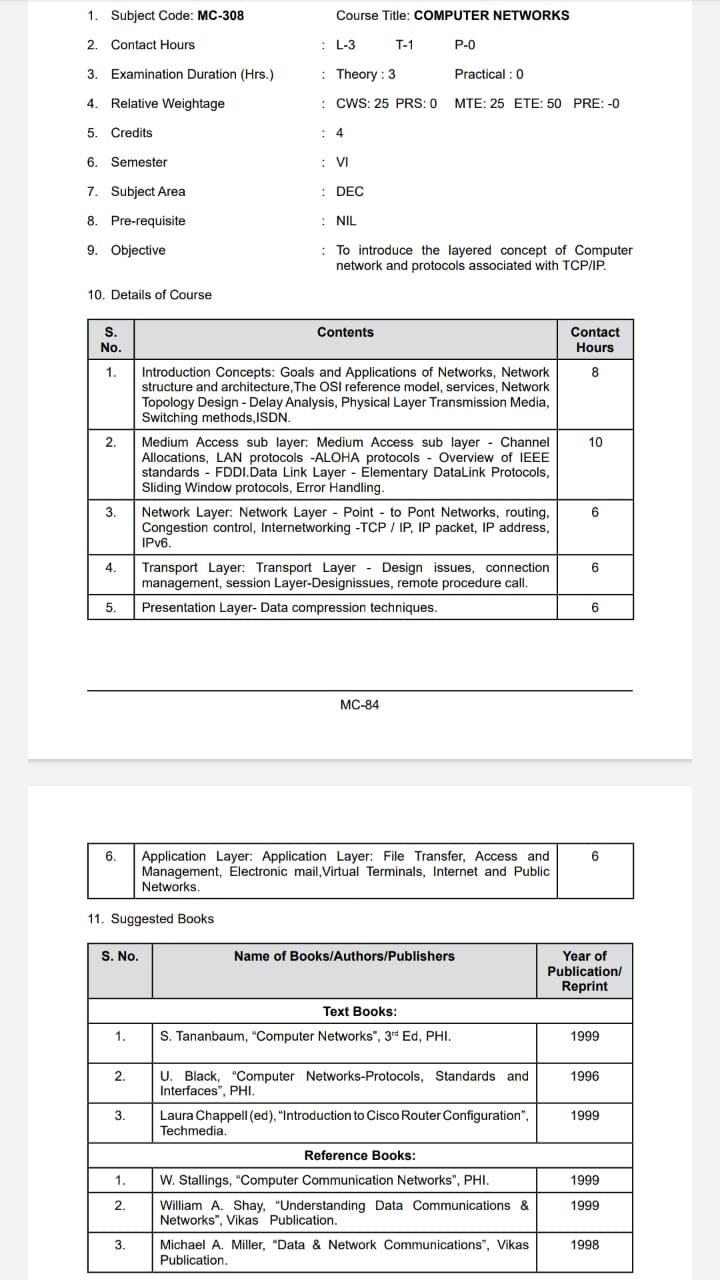 1. Subject Code: MC-308 Course Title: COMPUTER NETWORKS
2. Contact Hours : L-3 T-1 P-0
3. Examination Duration (Hrs.) : Theory : 3 Practical : 0
4. Relative Weightage : CWS: 25 PRS: 0 MTE: 25 ETE: 50 PRE: -0
5. Credits : 4
6. Semester : VI
7. Subject Area : DEC
8. Pre-requisite : NIL
9. Objective : To introduce the layered concept of Computer
network and protocols associated with TCP/IP.
10. Details of Course
S. No. Contents Contact Hours
1. Introduction Concepts: Goals and Applications of Networks, Network 8
structure and architecture,The OSI reference model, services, Network
Topology Design - Delay Analysis, Physical Layer Transmission Media,
Switching methods,ISDN.
2. Medium Access sub layer: Medium Access sub layer - Channel 10
Allocations, LAN protocols -ALOHA protocols - Overview of IEEE
standards - FDDI.Data Link Layer - Elementary DataLink Protocols,
Sliding Window protocols, Error Handling.
3. Network Layer: Network Layer - Point - to Pont Networks, routing, 6
Congestion control, Internetworking -TCP / IP, IP packet, IP address,
IPv6.
4. Transport Layer: Transport Layer - Design issues, connection 6
management, session Layer-Designissues, remote procedure call.
5. Presentation Layer- Data compression techniques. 6
MC-84
6. Application Layer: Application Layer: File Transfer, Access and 6
Management, Electronic mail,Virtual Terminals, Internet and Public
Networks.
11. Suggested Books
S. No. Name of Books/Authors/Publishers Year of
Publication/
Reprint
Text Books:
1. S. Tananbaum, “Computer Networks”, 3rd Ed, PHI. 1999
2. U. Black, “Computer Networks-Protocols, Standards and 1996
Interfaces”, PHI.
3. Laura Chappell (ed), “Introduction to Cisco Router Configuration”, 1999
Techmedia.
Reference Books:
1. W. Stallings, “Computer Communication Networks”, PHI. 1999
2. William A. Shay, “Understanding Data Communications & 1999
Networks”, Vikas Publication.
3. Michael A. Miller, “Data & Network Communications”, Vikas 1998
Publication.